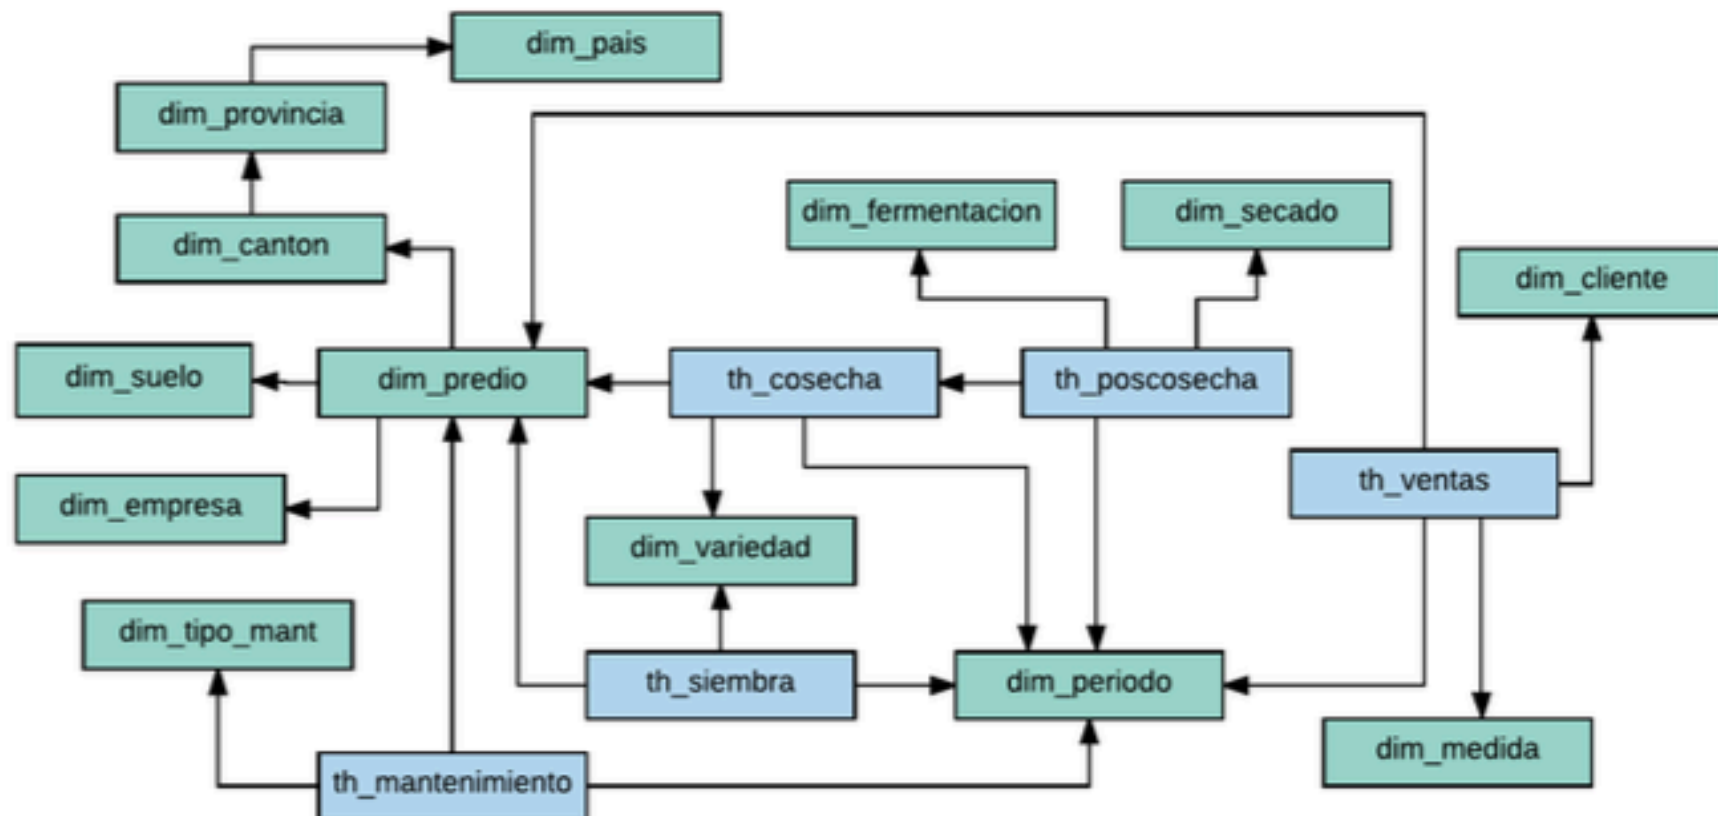 dim_pais
dim_provincia
dim_fermentacion
dim_secado
dim_canton
dim_cliente
dim_suelo
dim_predio
th_cosecha
th_poscosecha
th_ventas
dim_empresa
dim_variedad
dim_tipo_mant
th_siembra
dim_periodo
dim_medida
th_mantenimiento